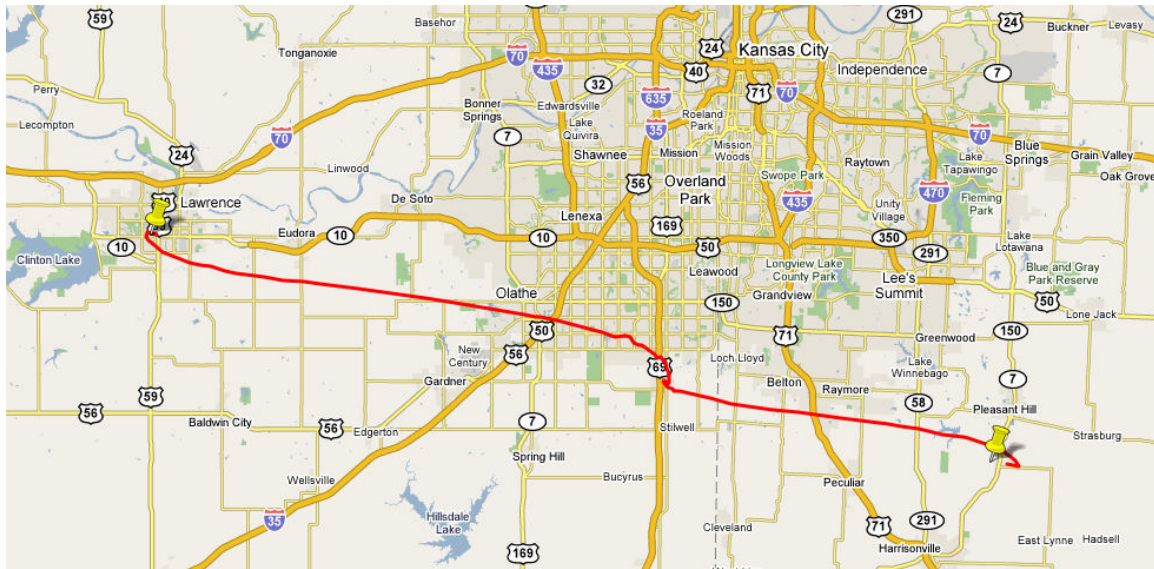 59
291
24
Buckner
Levasy
Basehor
Kansas City
Tonganoxie
70
435
24
40
32
71
7
Independence
Perry
Bonner
Springs
Edwardsville
635
Roeland
Park
70
Lake
Quivira
35
Lecompton
70
7
Mission
Woods
70
Blue
Springs
24
Shawnee
Mission
Raytown
Lake
Tapawingo
Grain Valley
Linwood
56
Overland
Park
Swope Park
Oak Grove
De Soto
435
470
Fleming
Park
Lawrence
Lenexa
169
Unity
Village
Eudora
10
10
50
350
291
Lake
Lotawana
10
Clinton Lake
Leawood
Longview Lake
County Park
Lee's
Summit
Blue and Gray
Park Reserve
Olathe
150
Grandview
50
Lone Jack
50
71
Greenwood
150
New
Century
56
69
Loch Lloyd
Lake
Winnebago
Gardner
Belton
Raymore
7
59
58
56
Baldwin City
56
Edgerton
7
Stilwell
Pleasant Hill
Strasburg
Spring Hill
Wellsville
Bucyrus
Peculiar
35
Hillsdale
Lake
Cleveland
71
291
169
Harrisonville
East Lynne
Hadsell